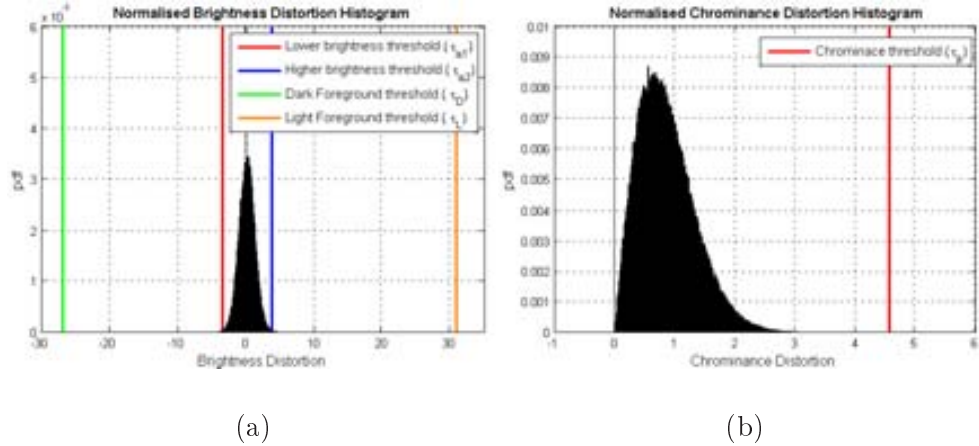 Normalised Brightness Distortion Histogram
Lower brightness threshold (
Higher brightness threshold (
Dark Foreground threshold ( τD)
Light Foreground threshold ( τL)
pdf
6
5
4
3
2
1
0
-30 -20 -10 0 10 20 30
Brightness Distortion
(a)
Normalised Chrominance Distortion Histogram
Chrominace threshold (
pdf
0.01
0.009
0.008
0.007
0.006
0.005
0.004
0.003
0.002
0.001
0
-1 0 1 2 3 4 5 6
Chrominance Distortion
(b)